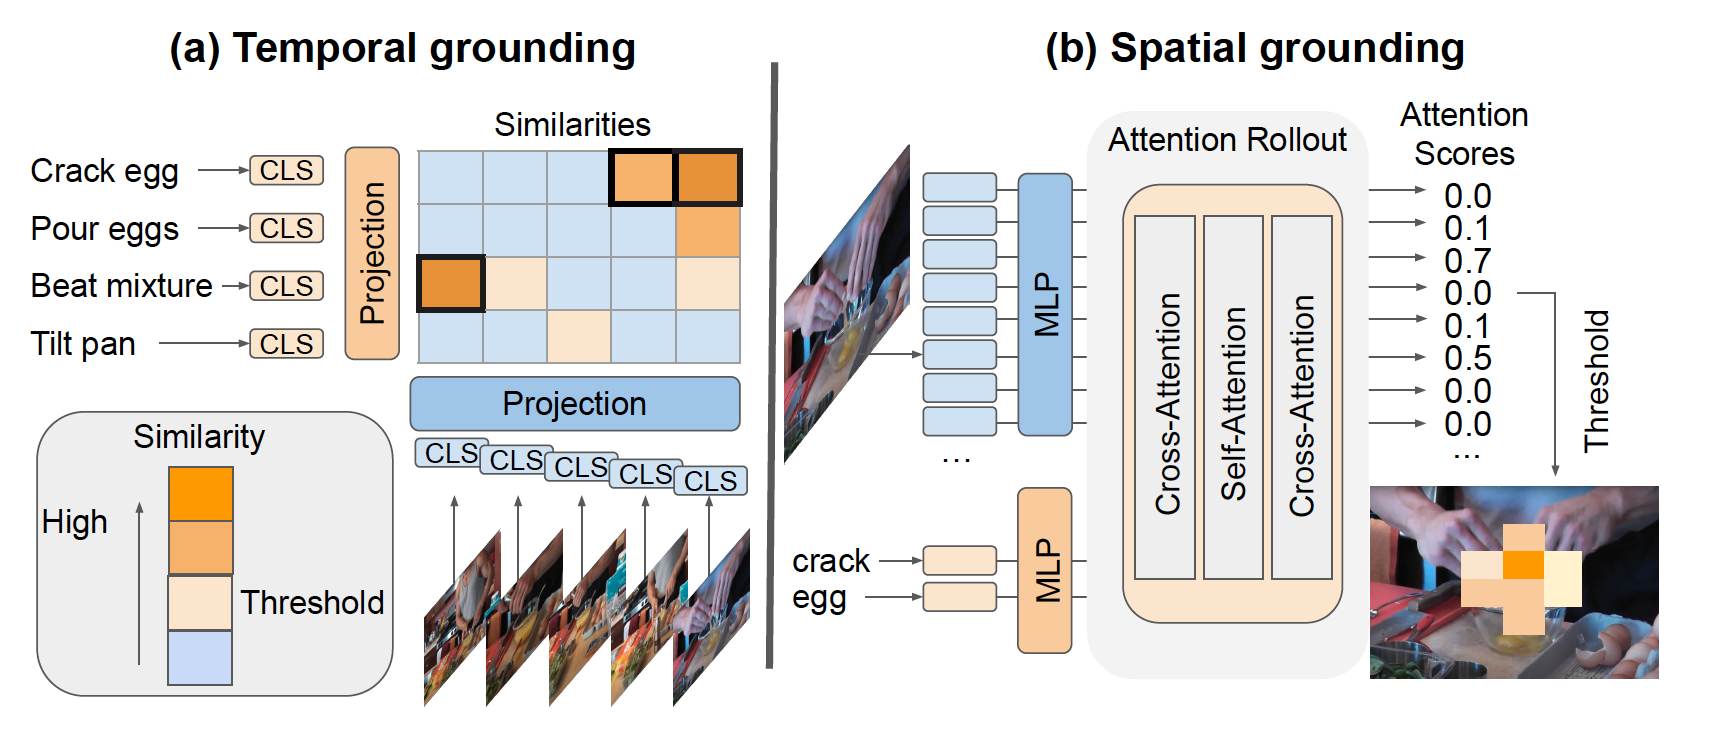 (a) Temporal grounding
Similarities
Crack egg
CLS
Pour eggs
CLS
Beat mixture
CLS
Tilt pan
CLS
Projection
Projection
CLS
CLS
CLS
CLS
CLS
Similarity
High
Threshold
(b) Spatial grounding
Attention Rollout
Attention
Scores
MLP
...
crack
egg
MLP
Cross-Attention
Self-Attention
Cross-Attention
0.0
0.1
0.7
0.0
0.1
0.5
0.0
0.0
...
Threshold